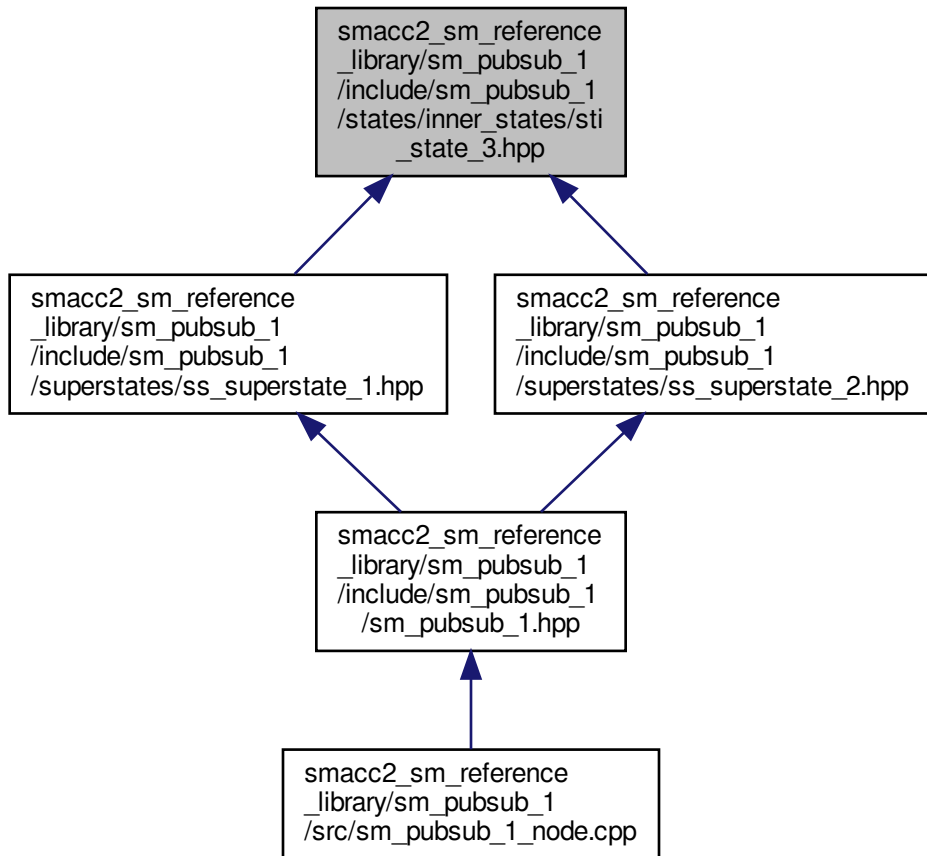 smacc2_sm_reference
_library/sm_pubsub_1
/include/sm_pubsub_1
/states/inner_states/sti
_state_3.hpp
smacc2_sm_reference
_library/sm_pubsub_1
/include/sm_pubsub_1
/superstates/ss_superstate_1.hpp
smacc2_sm_reference
_library/sm_pubsub_1
/include/sm_pubsub_1
/superstates/ss_superstate_2.hpp
smacc2_sm_reference
_library/sm_pubsub_1
/include/sm_pubsub_1
/sm_pubsub_1.hpp
smacc2_sm_reference
_library/sm_pubsub_1
/src/sm_pubsub_1_node.cpp